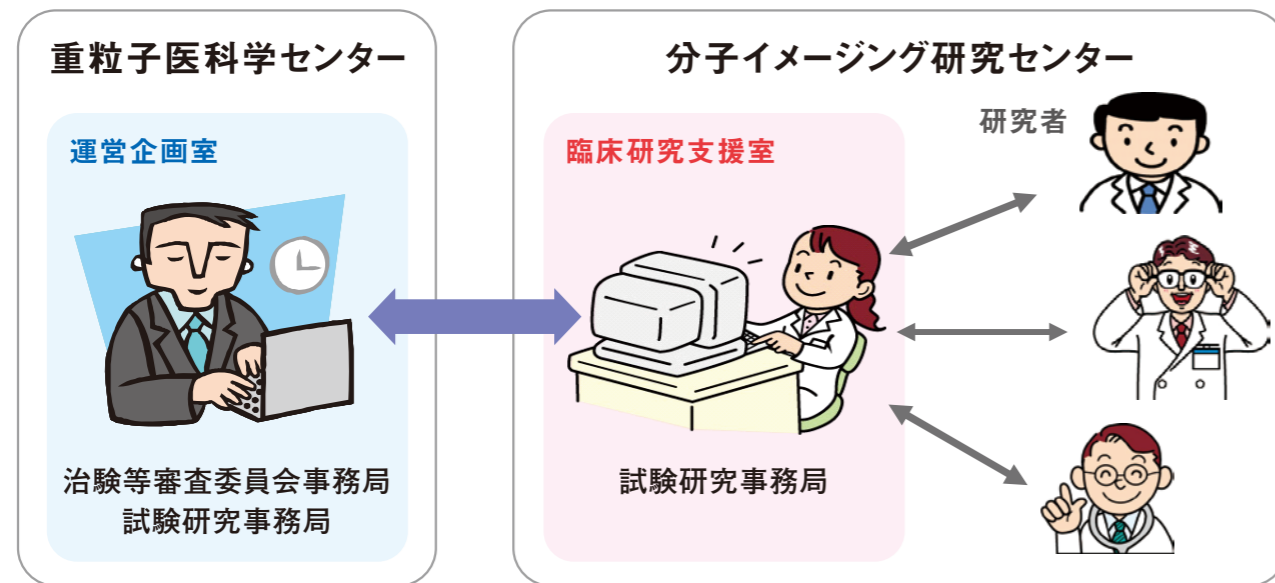 重粒子医科学センター
運営企画室
治験等審査委員会事務局
試験研究事務局
分子イメージング研究センター
臨床研究支援室
試験研究事務局
研究者